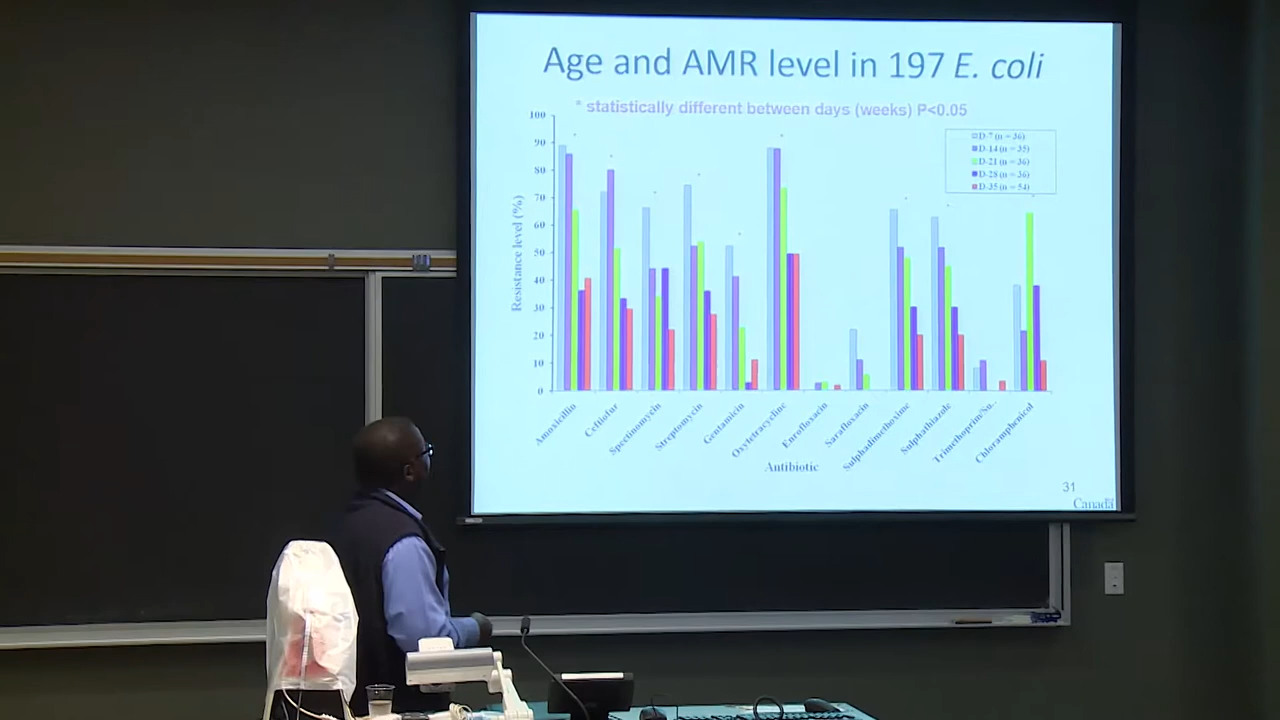 Age and AMR level in 197 E. coli
* statistically different between days (weeks) P<0.05
100
90
80
70
60
50
40
30
20
10
0
Resistance level (%)
D-7 (n = 36)
D-14 (n = 35)
D-21 (n = 36)
D-28 (n = 36)
D-35 (n = 54)
Amoxicillin
Ceftiofur
Spectinomycin
Streptomycin
Gentamicin
Oxytetracycline
Enrofloxacin
Sarafloxacin
Sulphadimethoxine
Sulphathiazole
Trimethoprim/Su..
Chloramphenicol
Antibiotic
31
Canada